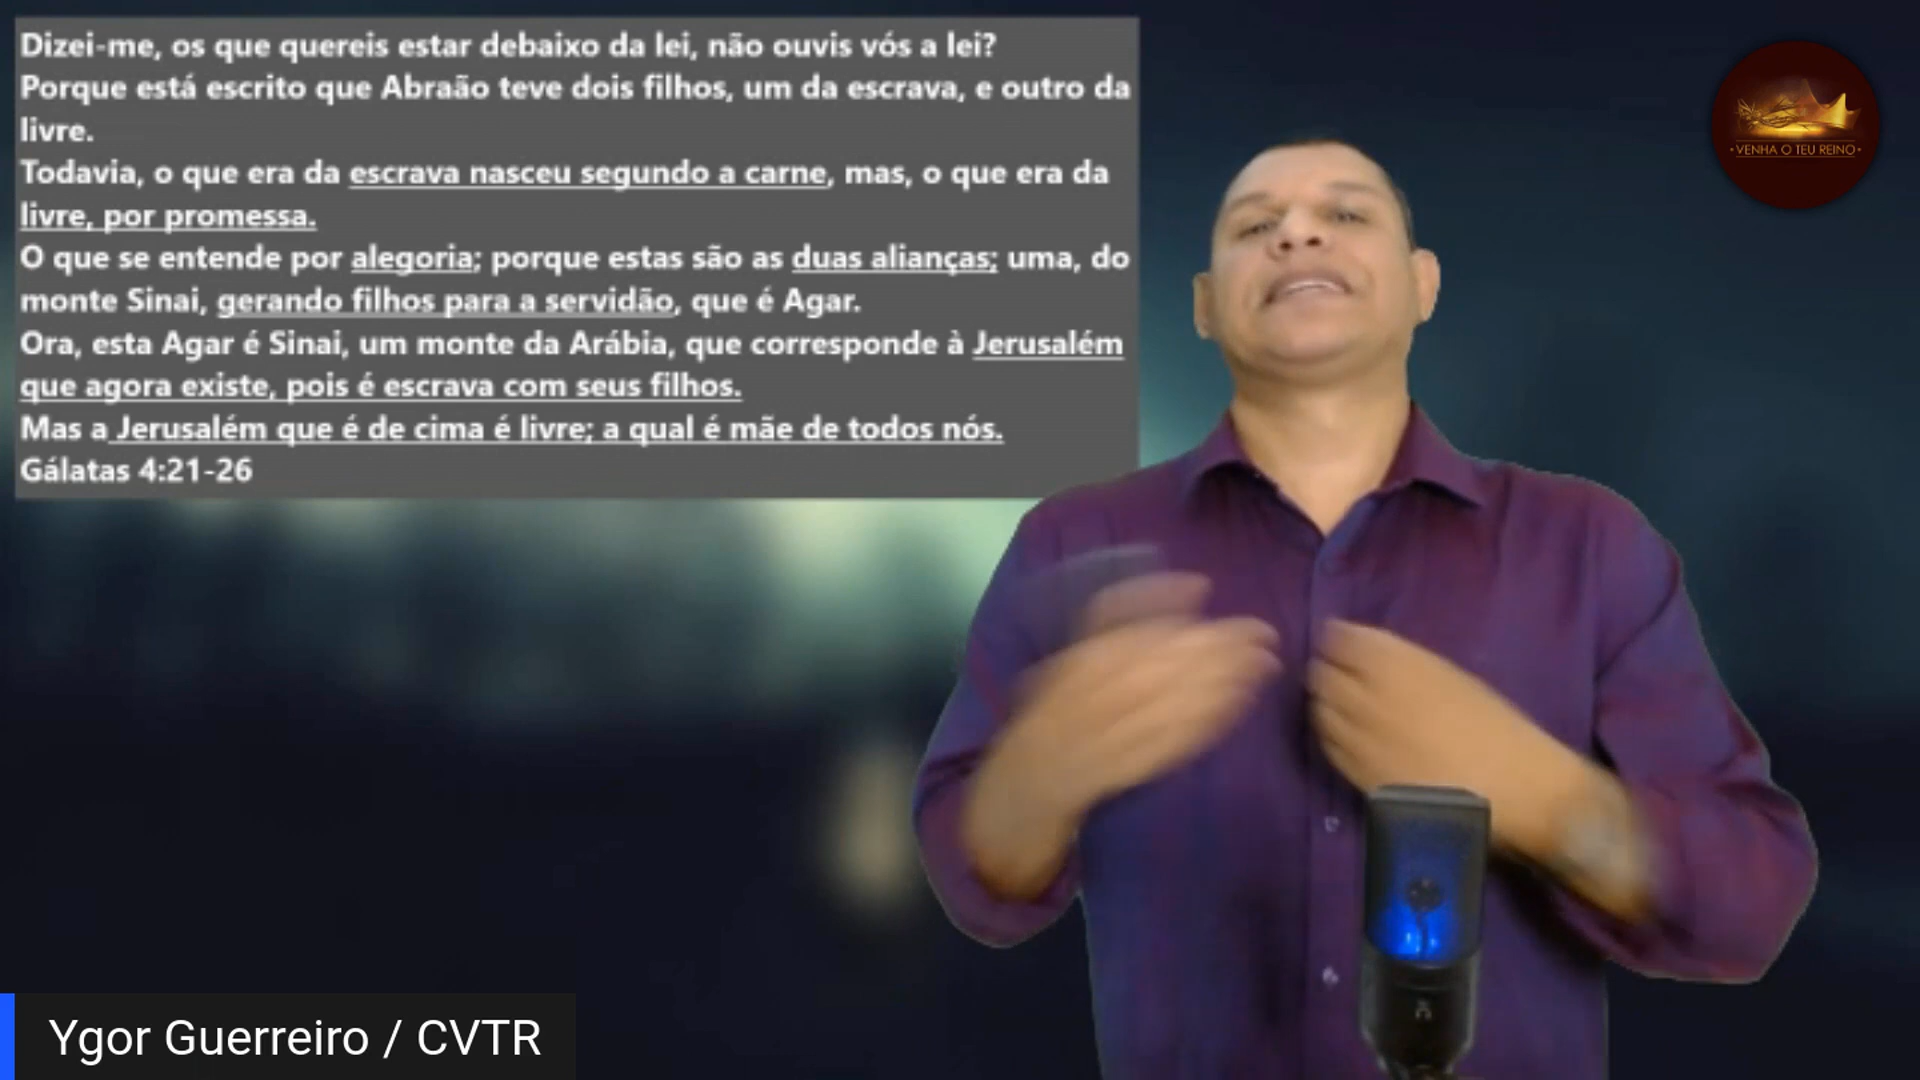 Dizei-me, os que quereis estar debaixo da lei, não ouvis vós a lei?
Porque está escrito que Abraão teve dois filhos, um da escrava, e outro da
livre.
Todavia, o que era da escrava nasceu segundo a carne, mas, o que era da
livre, por promessa.
O que se entende por alegoria; porque estas são as duas alianças; uma, do
monte Sinai, gerando filhos para a servidão, que é Agar.
Ora, esta Agar é Sinai, um monte da Arábia, que corresponde à Jerusalém
que agora existe, pois é escrava com seus filhos.
Mas a Jerusalém que é de cima é livre; a qual é mãe de todos nós.
Gálatas 4:21-26
• VENHA O TEU REINO •
Ygor Guerreiro / CVTR